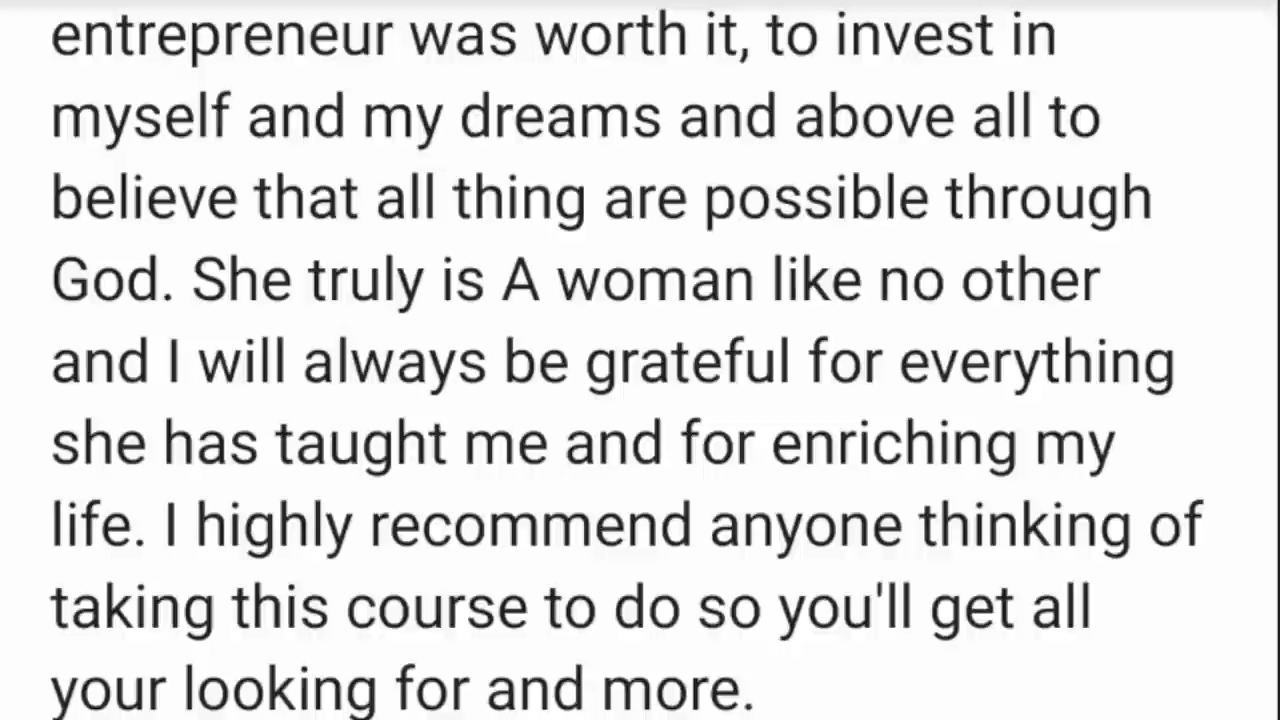 entrepreneur was worth it, to invest in
myself and my dreams and above all to
believe that all thing are possible through
God. She truly is A woman like no other
and I will always be grateful for everything
she has taught me and for enriching my
life. I highly recommend anyone thinking of
taking this course to do so you'll get all
your looking for and more.